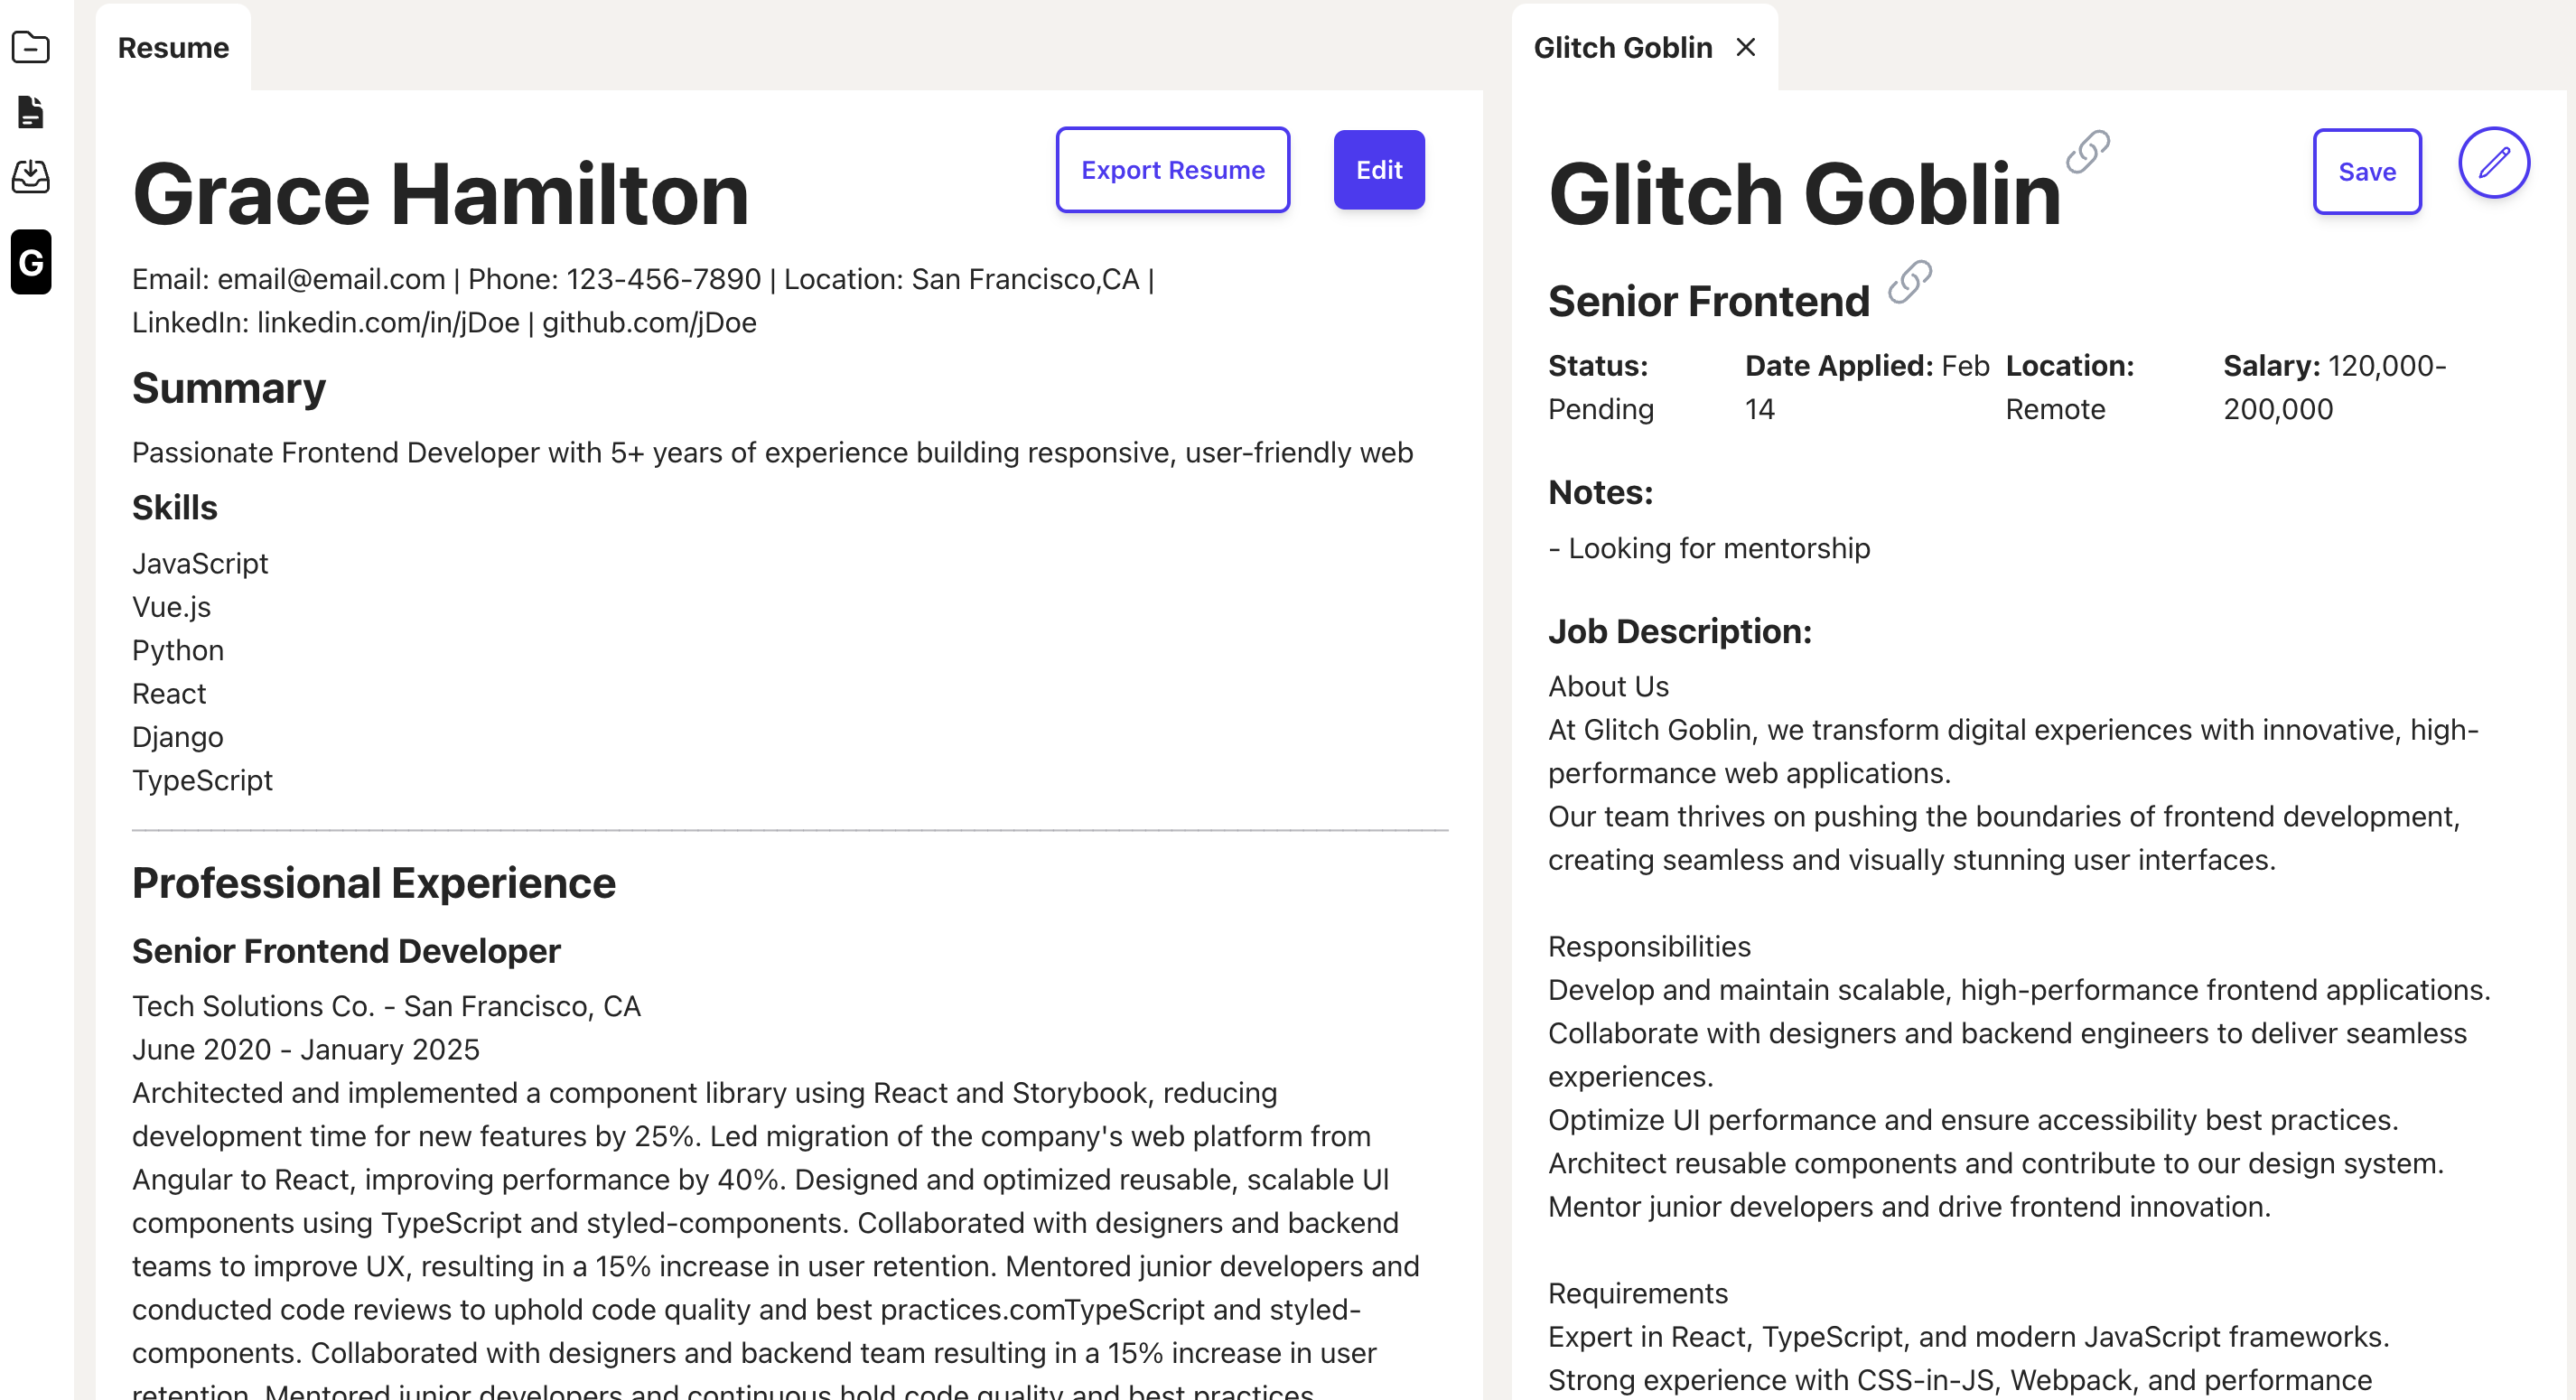 Resume
G
Grace Hamilton
Export Resume
Edit
Email: email@email.com | Phone: 123-456-7890 | Location: San Francisco,CA |
LinkedIn: linkedin.com/in/jDoe | github.com/jDoe
Summary
Passionate Frontend Developer with 5+ years of experience building responsive, user-friendly web
Skills
JavaScript
Vue.js
Python
React
Django
TypeScript
Professional Experience
Senior Frontend Developer
Tech Solutions Co. - San Francisco, CA
June 2020 - January 2025
Architected and implemented a component library using React and Storybook, reducing
development time for new features by 25%. Led migration of the company's web platform from
Angular to React, improving performance by 40%. Designed and optimized reusable, scalable UI
components using TypeScript and styled-components. Collaborated with designers and backend
teams to improve UX, resulting in a 15% increase in user retention. Mentored junior developers and
conducted code reviews to uphold code quality and best practices.comTypeScript and styled-
components. Collaborated with designers and backend team resulting in a 15% increase in user
retention. Mentored junior developers and continuous hold code quality and best practices.
Glitch Goblin
Glitch Goblin
Save
Senior Frontend
Status:
Pending
Date Applied: Feb
14
Location:
Remote
Salary: 120,000-
200,000
Notes:
- Looking for mentorship
Job Description:
About Us
At Glitch Goblin, we transform digital experiences with innovative, high-
performance web applications.
Our team thrives on pushing the boundaries of frontend development,
creating seamless and visually stunning user interfaces.
Responsibilities
Develop and maintain scalable, high-performance frontend applications.
Collaborate with designers and backend engineers to deliver seamless
experiences.
Optimize UI performance and ensure accessibility best practices.
Architect reusable components and contribute to our design system.
Mentor junior developers and drive frontend innovation.
Requirements
Expert in React, TypeScript, and modern JavaScript frameworks.
Strong experience with CSS-in-JS, Webpack, and performance